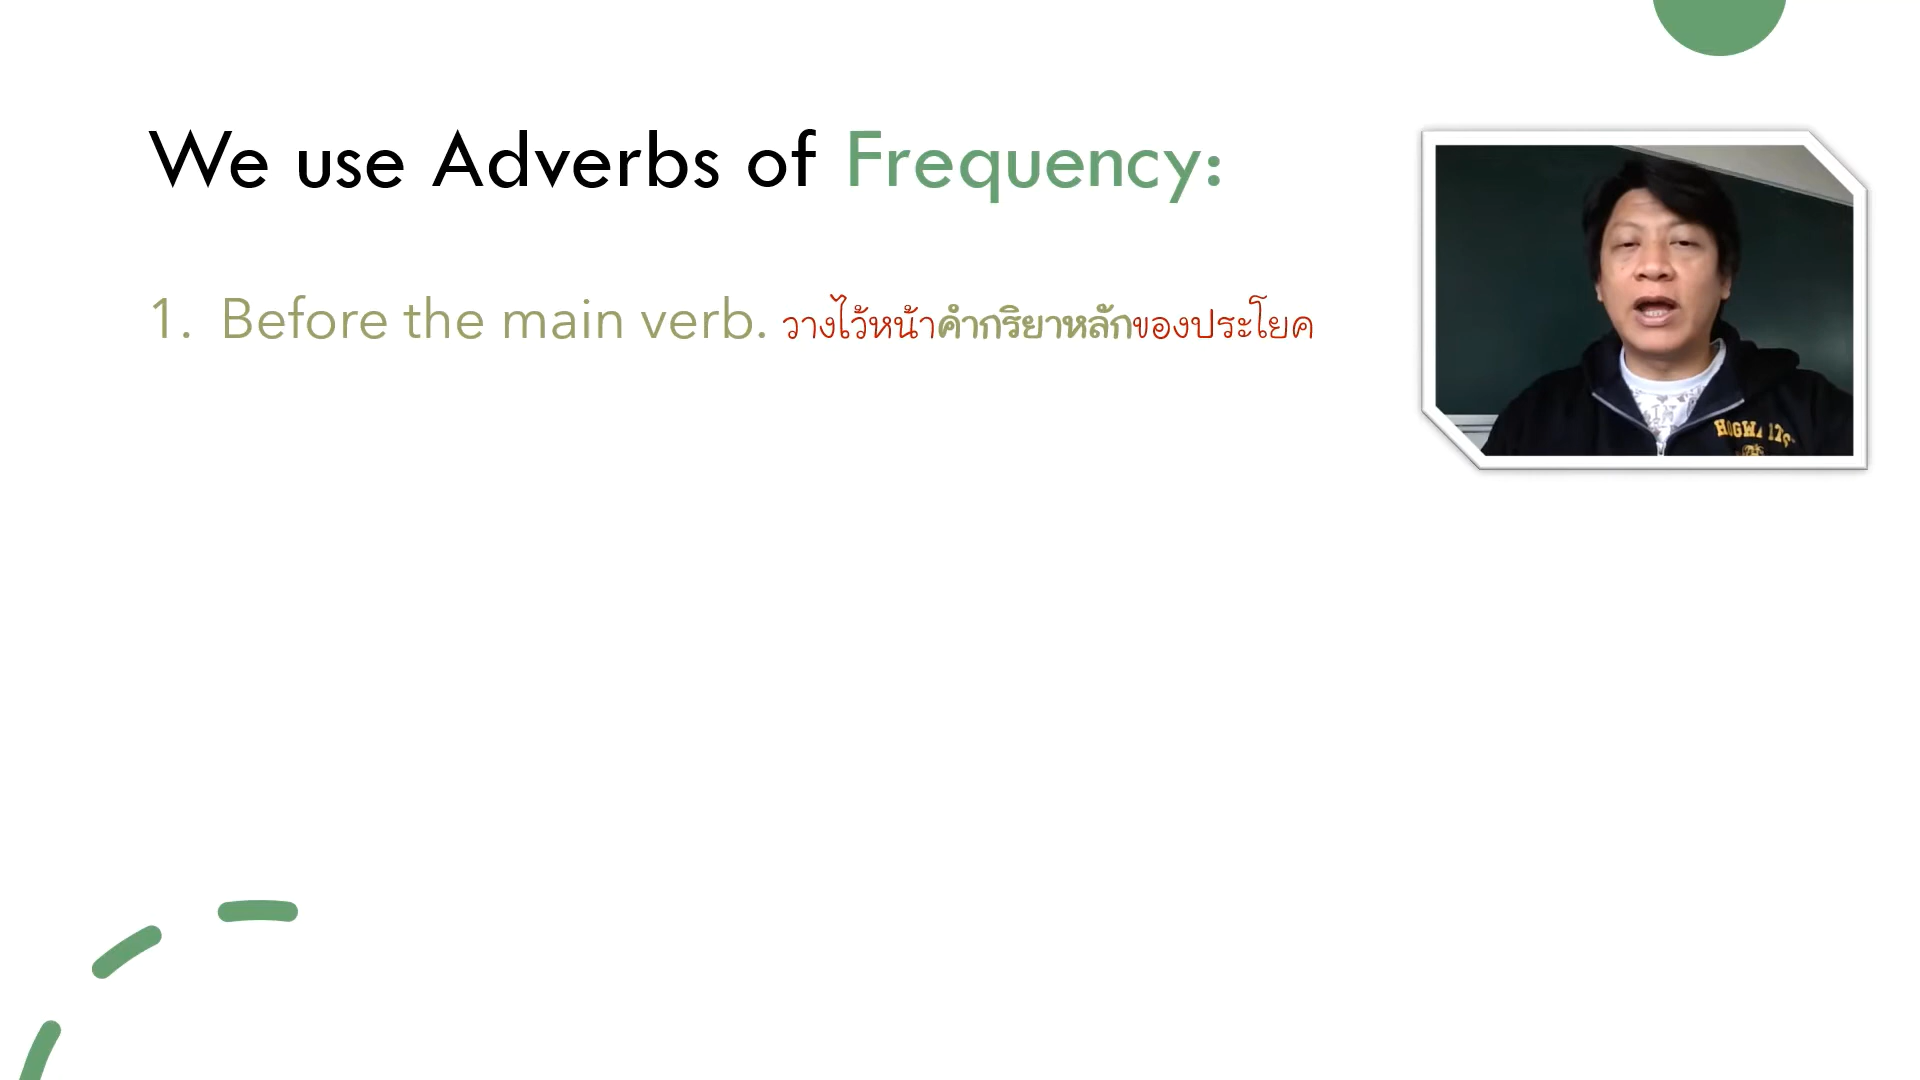 We use Adverbs of Frequency:
1. Before the main verb. วางไว้หน้าคำกริยาหลักของประโยค